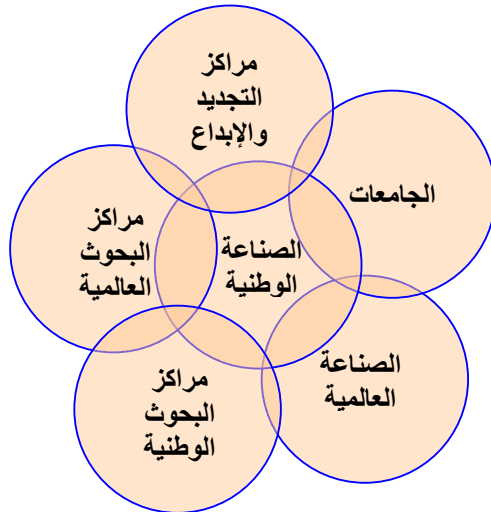 مراكز
التجديد
والإبداع
الجامعات
مراكز
البحوث
العالمية
الصناعة
الوطنية
الصناعة
العالمية
مراكز
البحوث
الوطنية